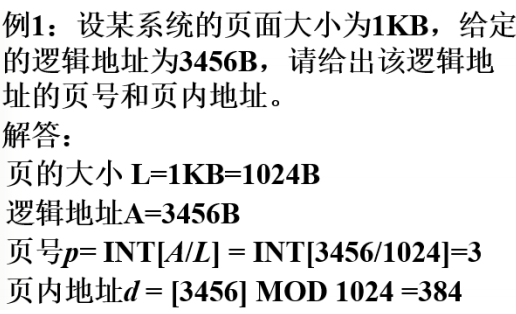 例1：设某系统的页面大小为1KB，给定
的逻辑地址为3456B，请给出该逻辑地
址的页号和页内地址。
解答：
页的大小 L=1KB=1024B
逻辑地址A=3456B
页号p= INT[A/L] = INT[3456/1024]=3
页内地址d = [3456] MOD 1024 =384